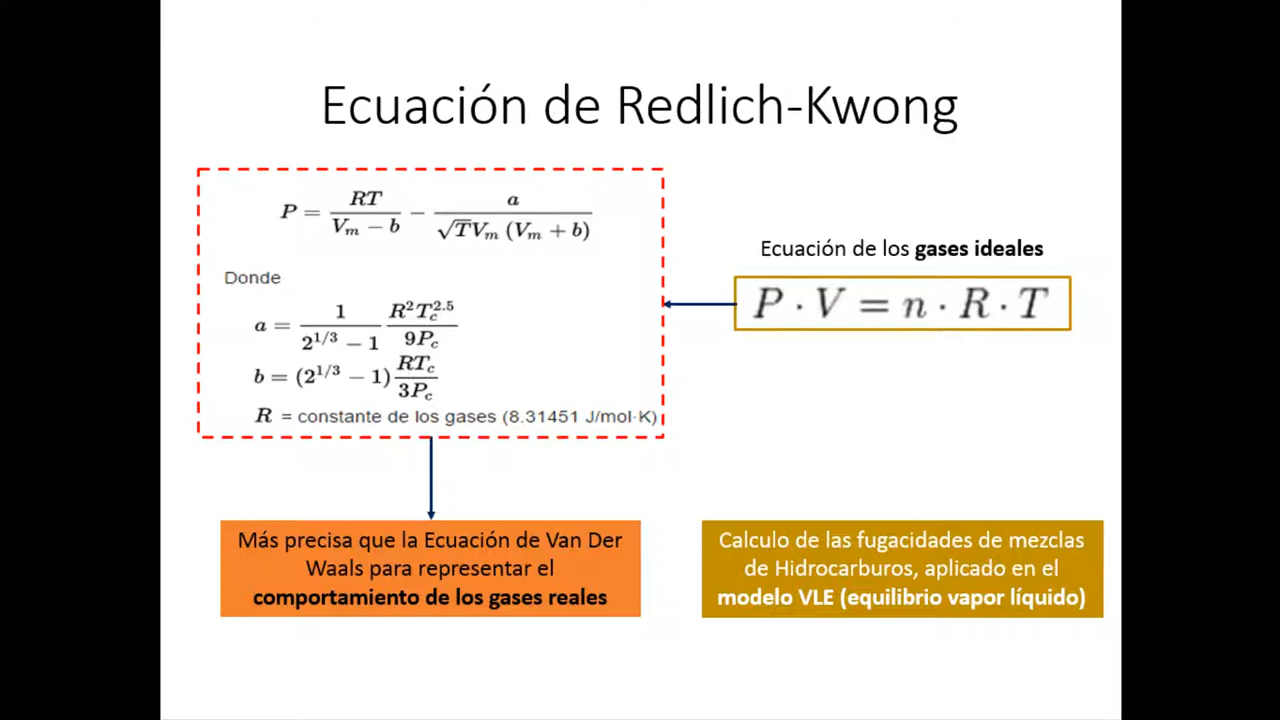 Ecuación de Redlich-Kwong
P = RT / (V_m − b) − a / (√T V_m (V_m + b))
Donde
a = 1 / (2^{1/3} − 1) R^2 T_c^{2.5} / 9P_c
b = (2^{1/3} − 1) RT_c / 3P_c
R = constante de los gases (8.31451 J/mol·K)
Ecuación de los gases ideales
P · V = n · R · T
Más precisa que la Ecuación de Van Der
Waals para representar el
comportamiento de los gases reales
Calculo de las fugacidades de mezclas
de Hidrocarburos, aplicado en el
modelo VLE (equilibrio vapor líquido)